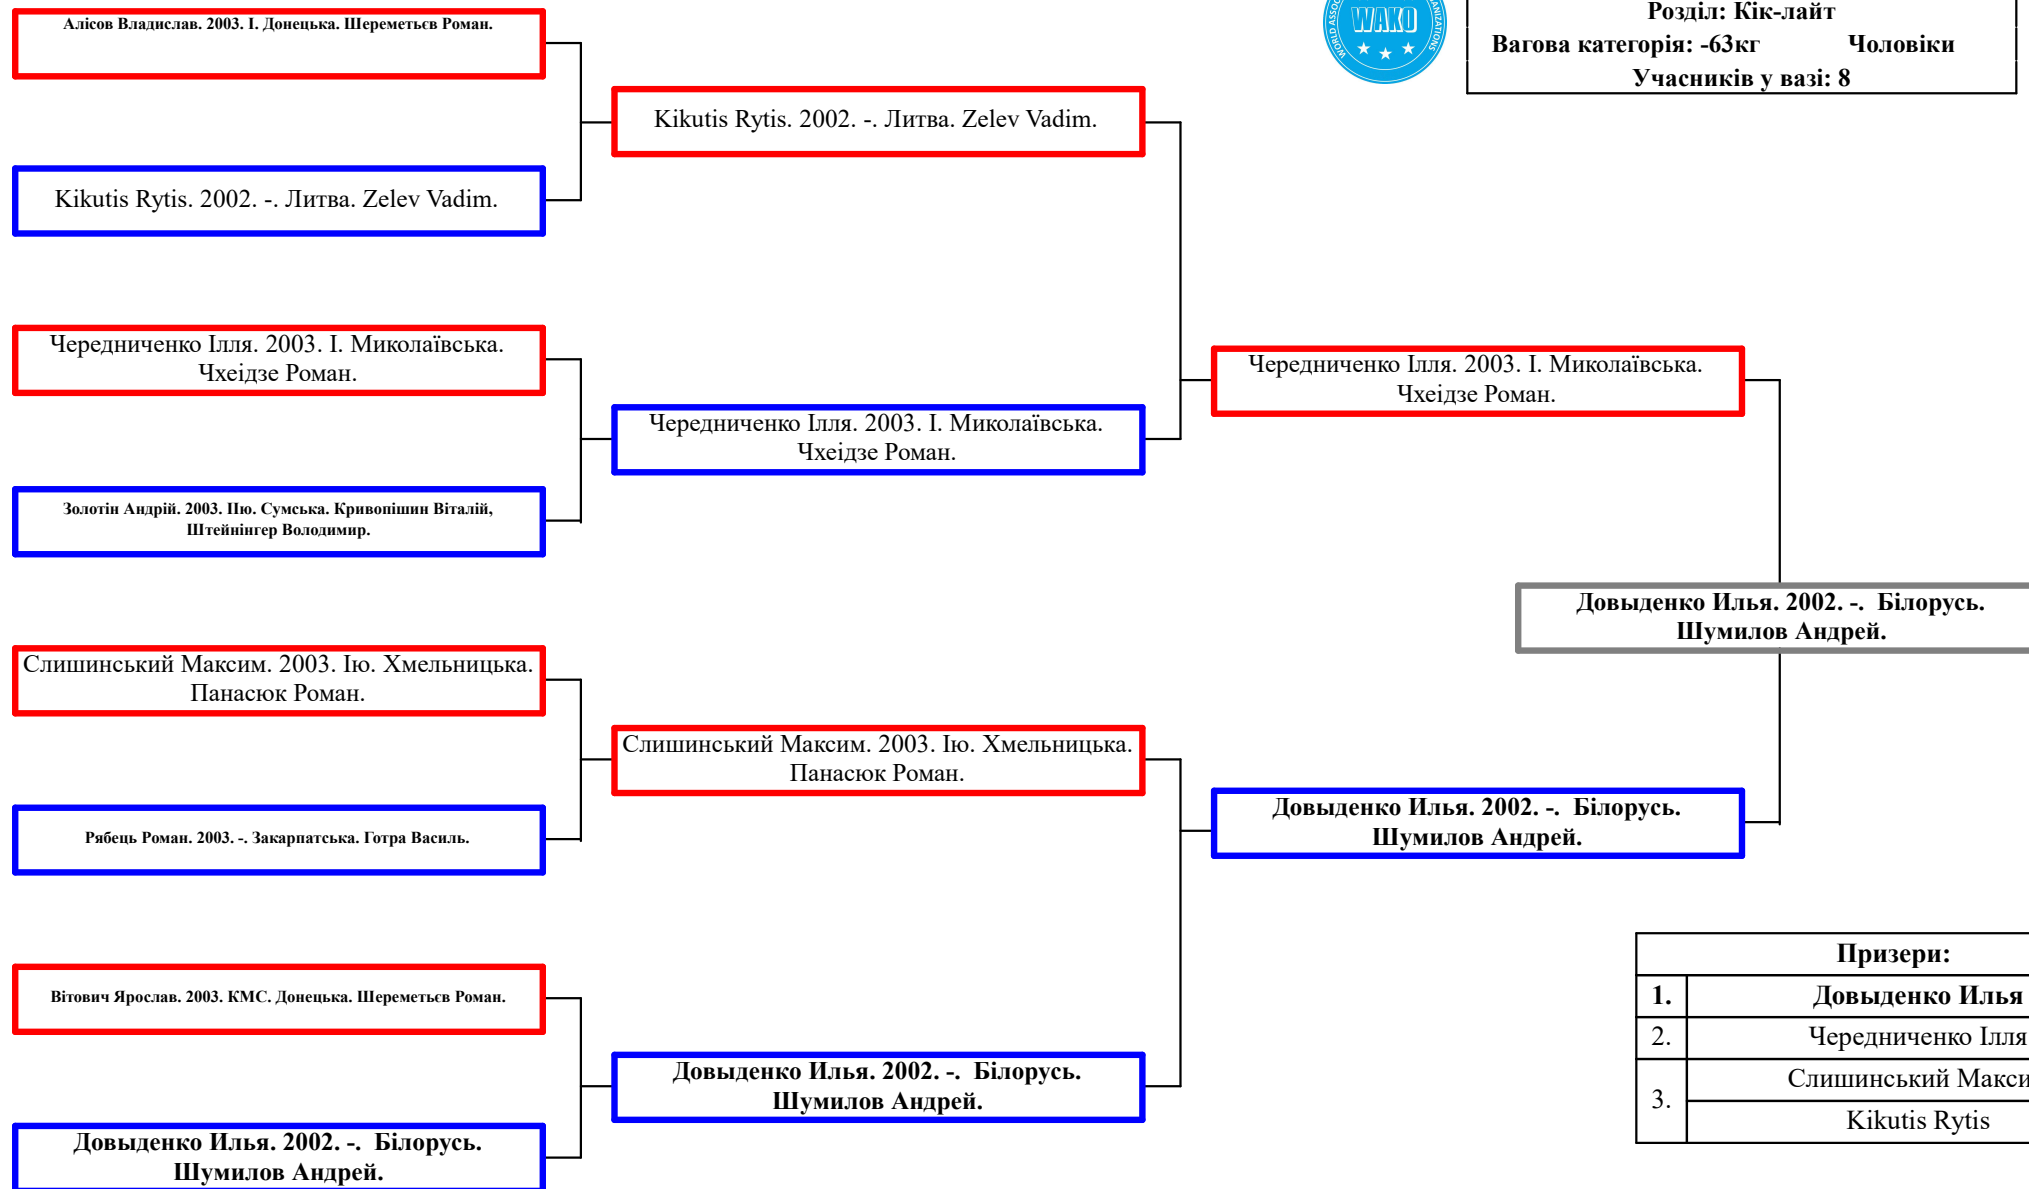 Алісов Владислав. 2003. I. Донецька. Шереметьєв Роман.
Kikutis Rytis. 2002. -. Литва. Zelev Vadim.
Чередниченко Ілля. 2003. I. Миколаївська.
Чхеідзе Роман.
Золотін Андрій. 2003. IIю. Сумська. Кривопішин Віталій,
Штейнінгер Володимир.
Слишинський Максим. 2003. Iю. Хмельницька.
Панасюк Роман.
Рябець Роман. 2003. -. Закарпатська. Готра Василь.
Вітович Ярослав. 2003. КМС. Донецька. Шереметьєв Роман.
Довыденко Илья. 2002. -. Білорусь.
Шумилов Андрей.
Kikutis Rytis. 2002. -. Литва. Zelev Vadim.
Чередниченко Ілля. 2003. I. Миколаївська.
Чхеідзе Роман.
Слишинський Максим. 2003. Iю. Хмельницька.
Панасюк Роман.
Довыденко Илья. 2002. -. Білорусь.
Шумилов Андрей.
Чередниченко Ілля. 2003. I. Миколаївська.
Чхеідзе Роман.
Довыденко Илья. 2002. -. Білорусь.
Шумилов Андрей.
WAKO
Розділ: Кік-лайт
Вагова категорія: -63кг Чоловіки
Учасників у вазі: 8
Довыденко Илья. 2002. -. Білорусь.
Шумилов Андрей.
Призери:
1. Довыденко Илья
2. Чередниченко Ілля
3. Слишинський Макси
Kikutis Rytis